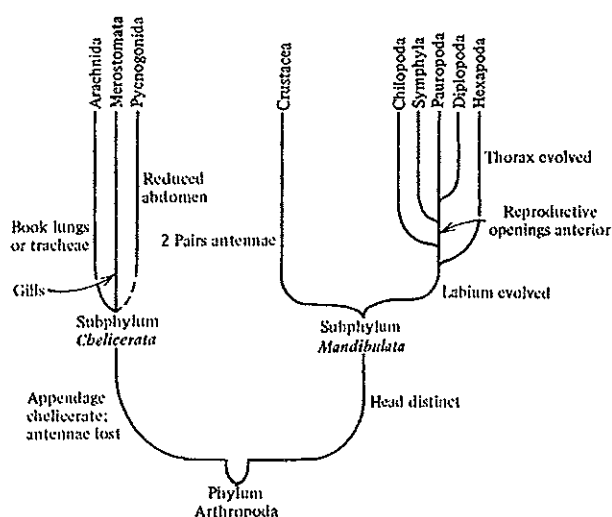 Arachnida
Merostomata
Pycnogonida
Crustacea
Chilopoda
Symphyla
Pauropoda
Diplopoda
Hexapoda
Thorax evolved
Reduced
abdomen
Book lungs
or tracheae
2 Pairs antennae
Reproductive
openings anterior
Gills
Labium evolved
Subphylum
Chelicerata
Subphylum
Mandibulata
Appendage
chelicerate;
antennae lost
Head distinct
Phylum
Arthropoda